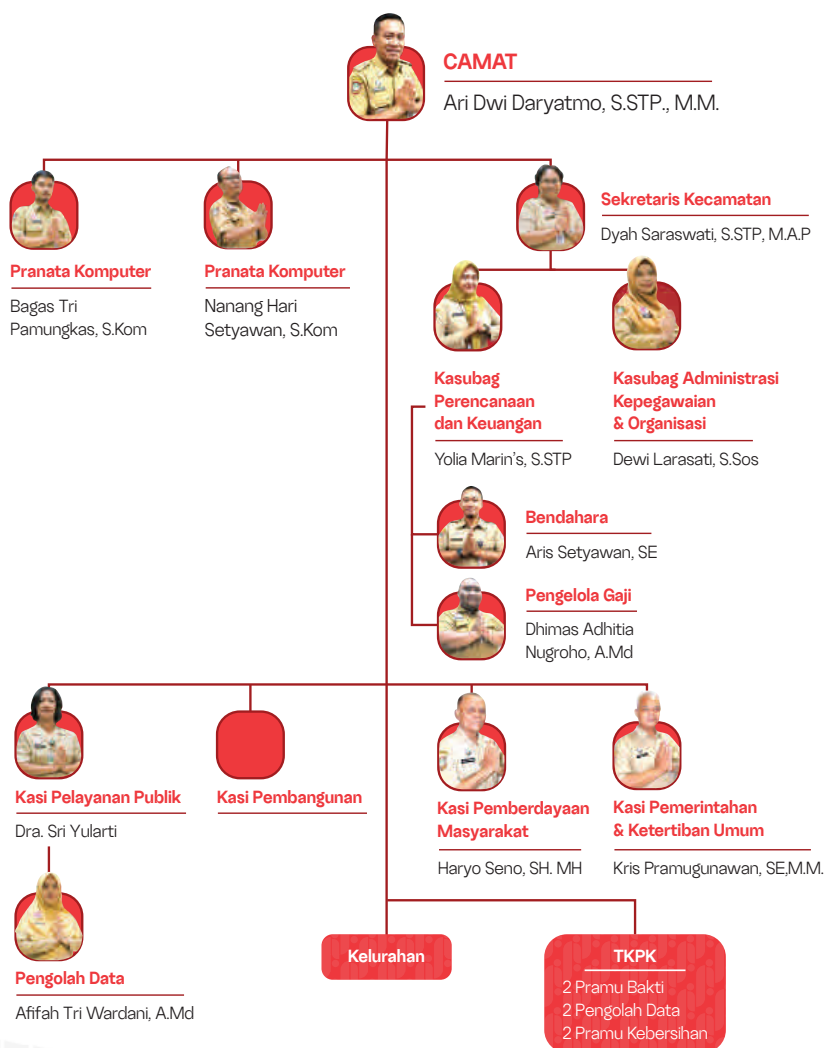 CAMAT
Ari Dwi Daryatmo, S.STP., M.M.
Pranata Komputer
Bagas Tri
Pamungkas, S.Kom
Pranata Komputer
Nanang Hari
Setyawan, S.Kom
Sekretaris Kecamatan
Dyah Saraswati, S.STP, M.A.P
Kasubag
Perencanaan
dan Keuangan
Yolia Marin's, S.STP
Kasubag Administrasi
Kepegawaian
& Organisasi
Dewi Larasati, S.Sos
Bendahara
Aris Setyawan, SE
Pengelola Gaji
Dhimas Adhitia
Nugroho, A.Md
Kasi Pelayanan Publik
Dra. Sri Yularti
Kasi Pembangunan
Kasi Pemberdayaan
Masyarakat
Haryo Seno, SH. MH
Kasi Pemerintahan
& Ketertiban Umum
Kris Pramugunawan, SE,M.M.
Pengolah Data
Afifah Tri Wardani, A.Md
Kelurahan
TKPK
2 Pramu Bakti
2 Pengolah Data
2 Pramu Kebersihan